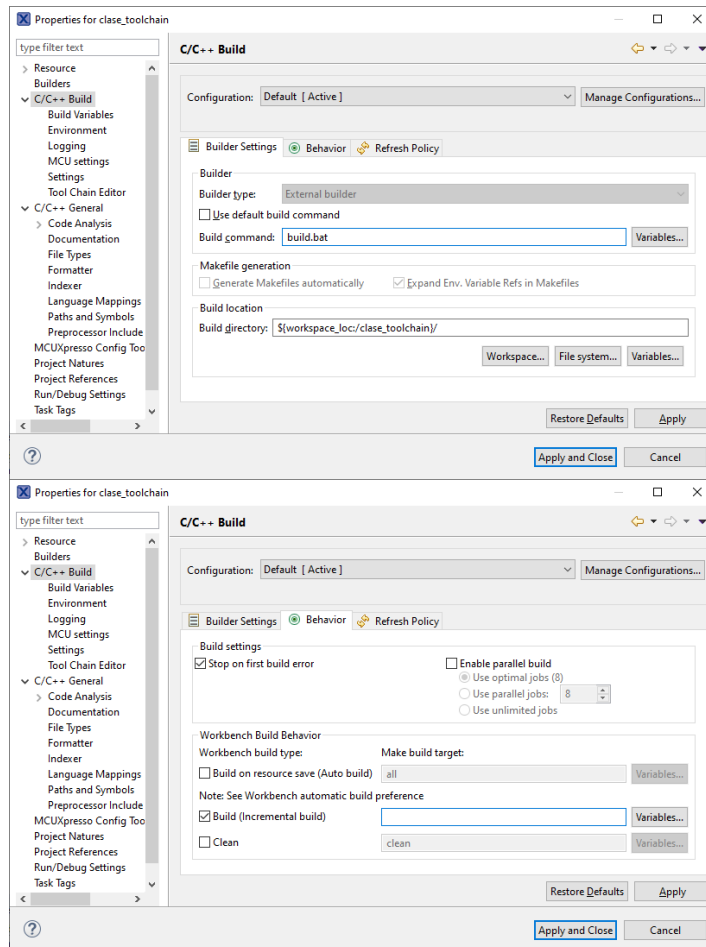 Properties for clase_toolchain
type filter text
C/C++ Build
Resource
Builders
C/C++ Build
Build Variables
Environment
Logging
MCU settings
Settings
Tool Chain Editor
C/C++ General
Code Analysis
Documentation
File Types
Formatter
Indexer
Language Mappings
Paths and Symbols
Preprocessor Include
MCUXpresso Config Too
Project Natures
Project References
Run/Debug Settings
Task Tags
Configuration: Default [ Active ] Manage Configurations...
Builder Settings Behavior Refresh Policy
Builder
Builder type: External builder
Use default build command
Build command: build.bat Variables...
Makefile generation
Generate Makefiles automatically Expand Env. Variable Refs in Makefiles
Build location
Build directory: ${workspace_loc:/clase_toolchain}/
Workspace... File system... Variables...
Restore Defaults Apply
Apply and Close Cancel
Properties for clase_toolchain
type filter text
C/C++ Build
Resource
Builders
C/C++ Build
Build Variables
Environment
Logging
MCU settings
Settings
Tool Chain Editor
C/C++ General
Code Analysis
Documentation
File Types
Formatter
Indexer
Language Mappings
Paths and Symbols
Preprocessor Include
MCUXpresso Config Too
Project Natures
Project References
Run/Debug Settings
Task Tags
Configuration: Default [ Active ] Manage Configurations...
Builder Settings Behavior Refresh Policy
Build settings
Stop on first build error Enable parallel build
Use optimal jobs (8)
Use parallel jobs: 8
Use unlimited jobs
Workbench Build Behavior
Workbench build type: Make build target:
Build on resource save (Auto build) all Variables...
Note: See Workbench automatic build preference
Build (Incremental build) Variables...
Clean clean Variables...
Restore Defaults Apply
Apply and Close Cancel